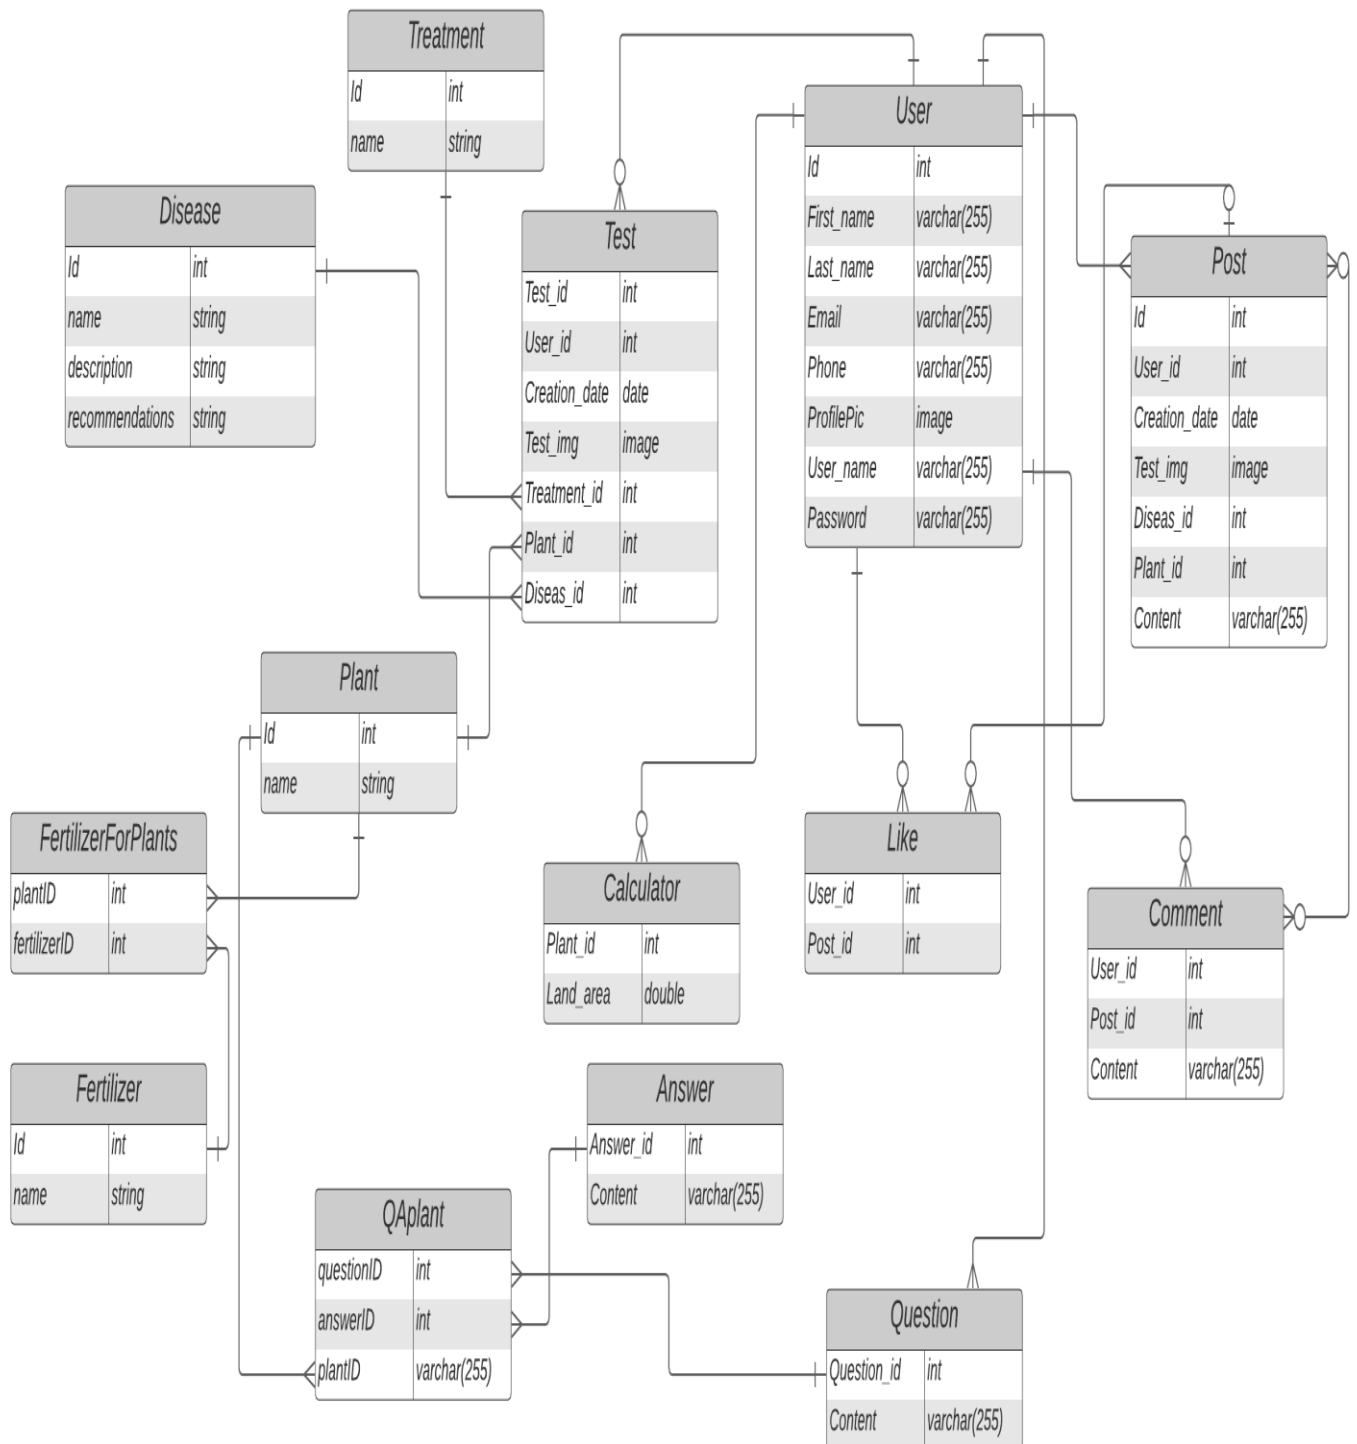 Treatment
Id int
name string
Disease
Id int
name string
description string
recommendations string
Test
Test_id int
User_id int
Creation_date date
Test_img image
Treatment_id int
Plant_id int
Diseas_id int
User
Id int
First_name varchar(255)
Last_name varchar(255)
Email varchar(255)
Phone varchar(255)
ProfilePic image
User_name varchar(255)
Password varchar(255)
Post
Id int
User_id int
Creation_date date
Test_img image
Diseas_id int
Plant_id int
Content varchar(255)
Plant
Id int
name string
FertilizerForPlants
plantID int
fertilizerID int
Calculator
Plant_id int
Land_area double
Like
User_id int
Post_id int
Comment
User_id int
Post_id int
Content varchar(255)
Fertilizer
Id int
name string
Answer
Answer_id int
Content varchar(255)
QAplant
questionID int
answerID int
plantID varchar(255)
Question
Question_id int
Content varchar(255)